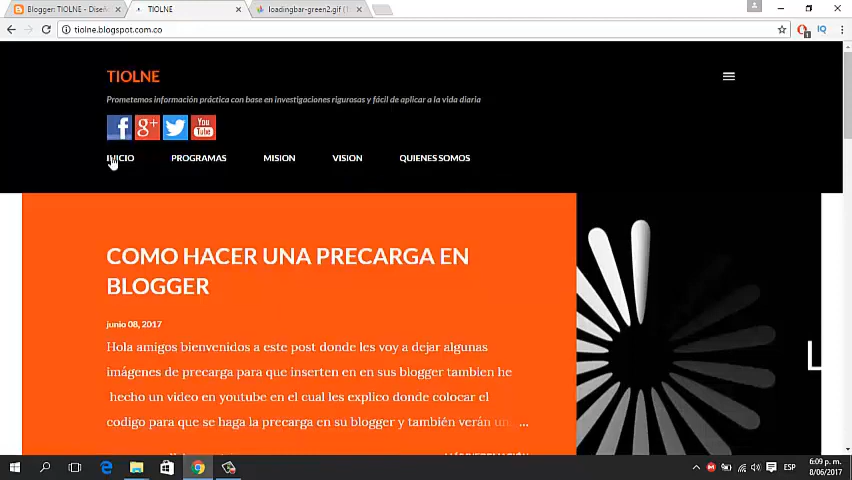 Blogger: TIOLNE - Diseñ
TIOLNE
loadingbar-green2.gif (1
tiolne.blogspot.com.co
TIOLNE
Prometemos información práctica con base en investigaciones rigurosas y fácil de aplicar a la vida diaria
f g+ You Tube
INICIO PROGRAMAS MISION VISION QUIENES SOMOS
COMO HACER UNA PRECARGA EN
BLOGGER
junio 08, 2017
Hola amigos bienvenidos a este post donde les voy a dejar algunas
imágenes de precarga para que inserten en en sus blogger tambien he
hecho un video en youtube en el cual les explico donde colocar el
codigo para que se haga la precarga en su blogger y también verán un ...
L
ESP
6:09 p. m.
8/06/2017